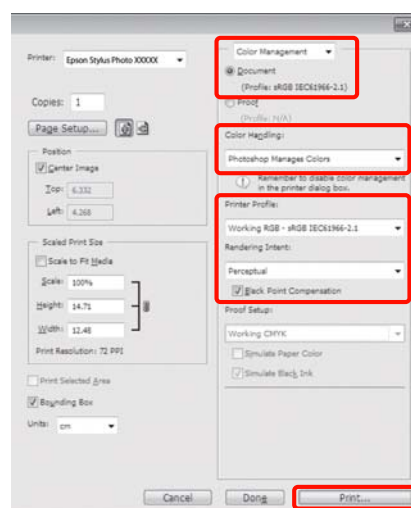 Printer: Epson Stylus Photo XXXXX
Copies: 1
Page Setup...
Position
Center Image
Top: 6.332
Left: 4.268
Scaled Print Size
Scale to Fit Media
Scale: 100%
Height: 14.71
Width: 12.48
Print Resolution: 72 PPI
Print Selected Area
Bounding Box
Units: cm
Color Management
Document
(Profile: sRGB IEC61966-2.1)
Proof
(Profile: N/A)
Color Handling:
Photoshop Manages Colors
Remember to disable color management
in the printer dialog box.
Printer Profile:
Working RGB - sRGB IEC61966-2.1
Rendering Intent:
Perceptual
Black Point Compensation
Proof Setup:
Working CMYK
Simulate Paper Color
Simulate Black Ink
Cancel Done Print...